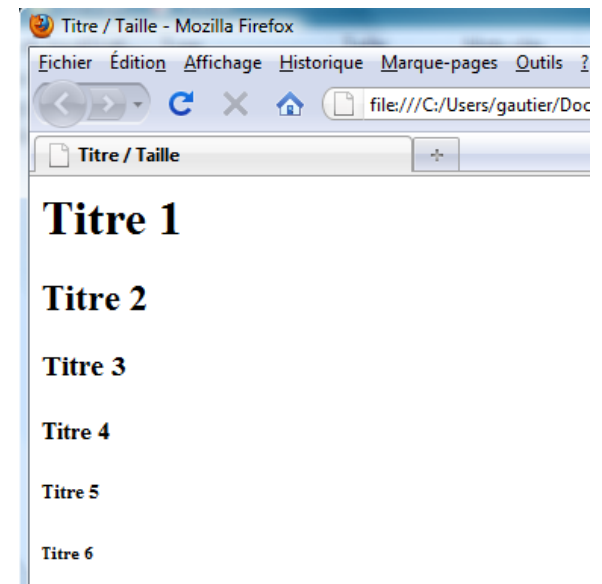 Titre / Taille - Mozilla Firefox
Fichier Édition Affichage Historique Marque-pages Outils ?
file:///C:/Users/gautier/Doc
Titre / Taille
Titre 1
Titre 2
Titre 3
Titre 4
Titre 5
Titre 6